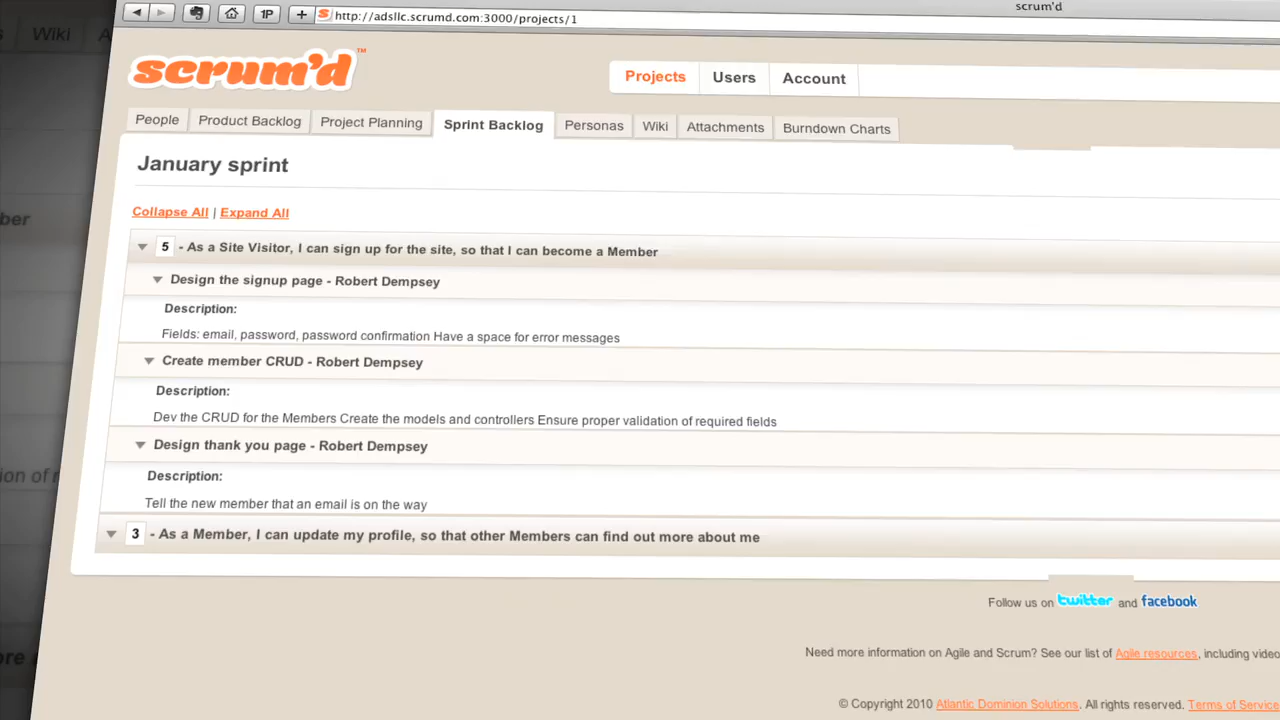 scrum'd
1P
http://adsllc.scrumd.com:3000/projects/1
Wiki
scrum'd™
Projects Users Account
People Product Backlog Project Planning Sprint Backlog Personas Wiki Attachments Burndown Charts
January sprint
Collapse All | Expand All
5 - As a Site Visitor, I can sign up for the site, so that I can become a Member
Design the signup page - Robert Dempsey
Description:
Fields: email, password, password confirmation Have a space for error messages
Create member CRUD - Robert Dempsey
Description:
Dev the CRUD for the Members Create the models and controllers Ensure proper validation of required fields
Design thank you page - Robert Dempsey
Description:
Tell the new member that an email is on the way
3 - As a Member, I can update my profile, so that other Members can find out more about me
Follow us on twitter and facebook
Need more information on Agile and Scrum? See our list of Agile resources, including video
© Copyright 2010 Atlantic Dominion Solutions. All rights reserved. Terms of Service